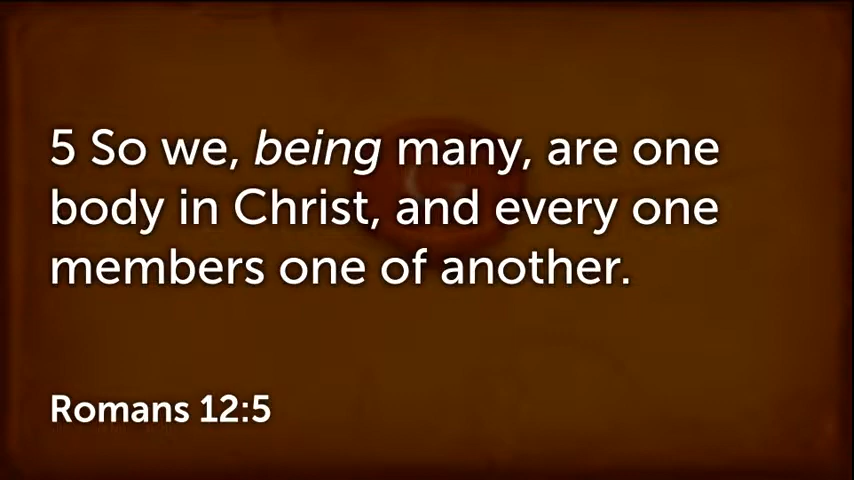 5 So we, being many, are one
body in Christ, and every one
members one of another.
Romans 12:5